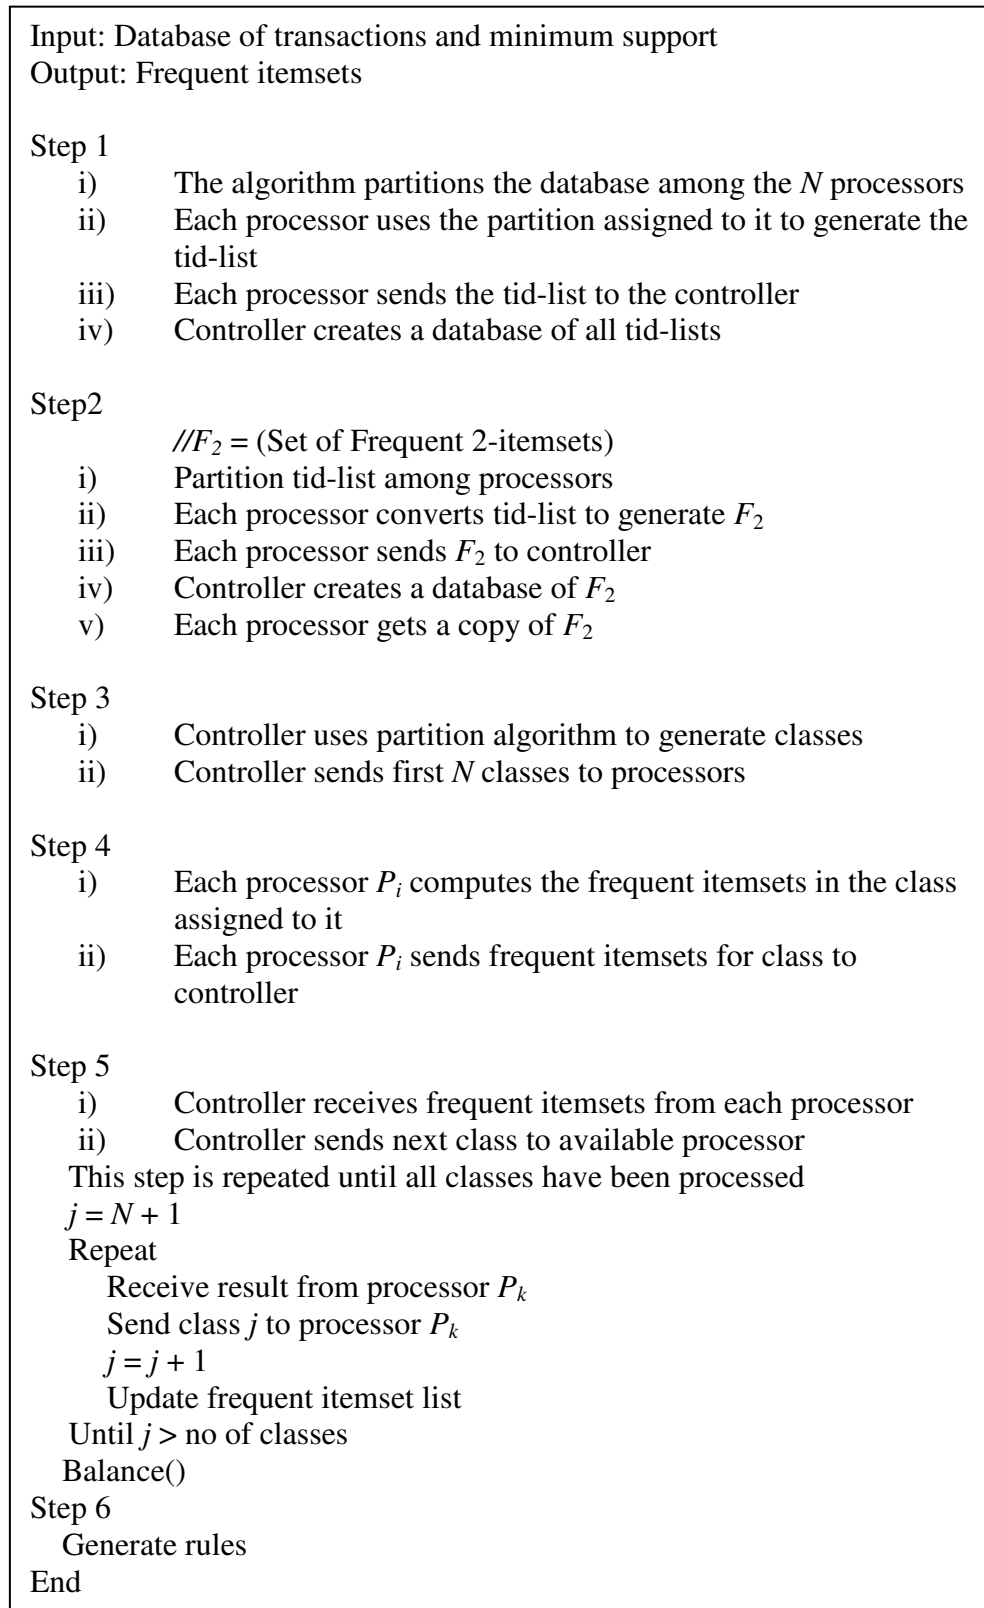 Input: Database of transactions and minimum support
Output: Frequent itemsets
Step 1
i) The algorithm partitions the database among the N processors
ii) Each processor uses the partition assigned to it to generate the
tid-list
iii) Each processor sends the tid-list to the controller
iv) Controller creates a database of all tid-lists
Step2
//F₂ = (Set of Frequent 2-itemsets)
i) Partition tid-list among processors
ii) Each processor converts tid-list to generate F₂
iii) Each processor sends F₂ to controller
iv) Controller creates a database of F₂
v) Each processor gets a copy of F₂
Step 3
i) Controller uses partition algorithm to generate classes
ii) Controller sends first N classes to processors
Step 4
i) Each processor Pᵢ computes the frequent itemsets in the class
assigned to it
ii) Each processor Pᵢ sends frequent itemsets for class to
controller
Step 5
i) Controller receives frequent itemsets from each processor
ii) Controller sends next class to available processor
This step is repeated until all classes have been processed
j = N + 1
Repeat
Receive result from processor Pₖ
Send class j to processor Pₖ
j = j + 1
Update frequent itemset list
Until j > no of classes
Balance()
Step 6
Generate rules
End